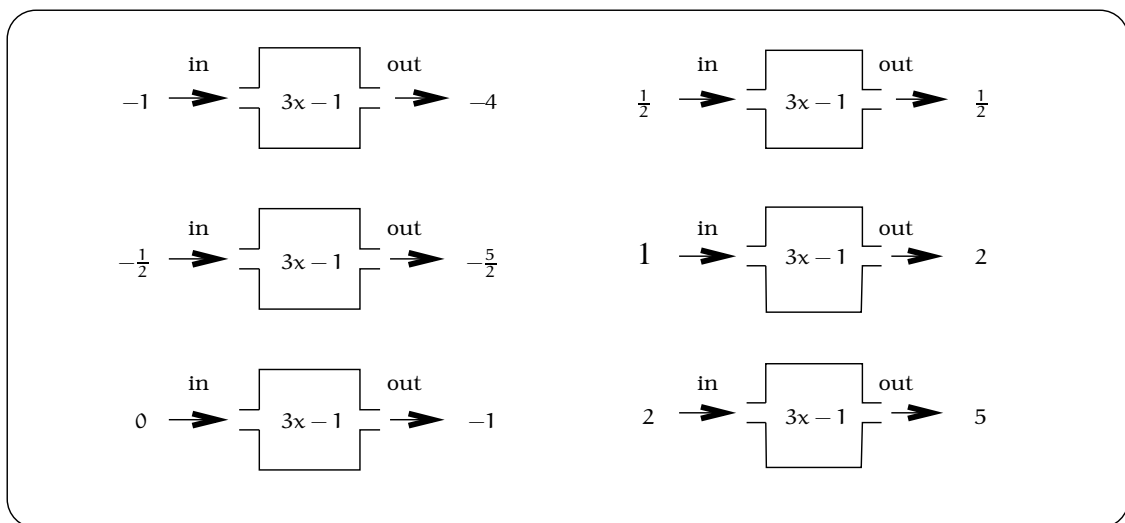 in out in out
−1 3x − 1 −4 1/2 3x − 1 1/2
in out in out
−1/2 3x − 1 −5/2 1 3x − 1 2
in out in out
0 3x − 1 −1 2 3x − 1 5